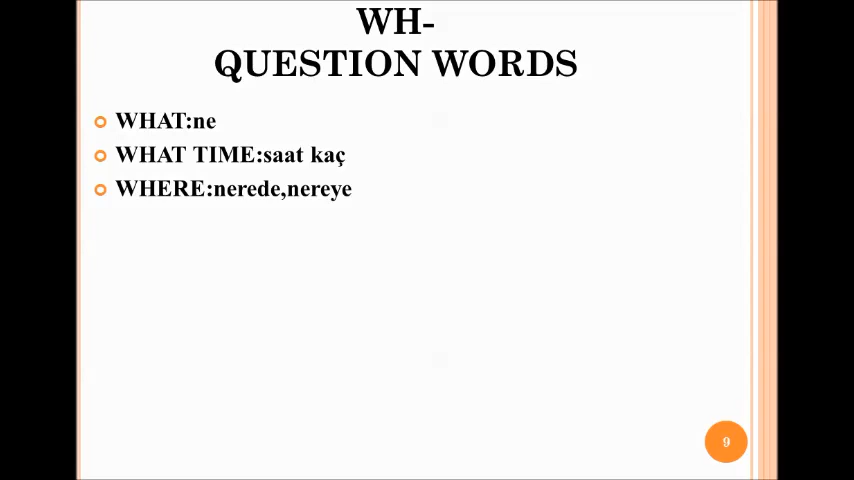 WH-
QUESTION WORDS
WHAT:ne
WHAT TIME:saat kaç
WHERE:nerede,nereye
9